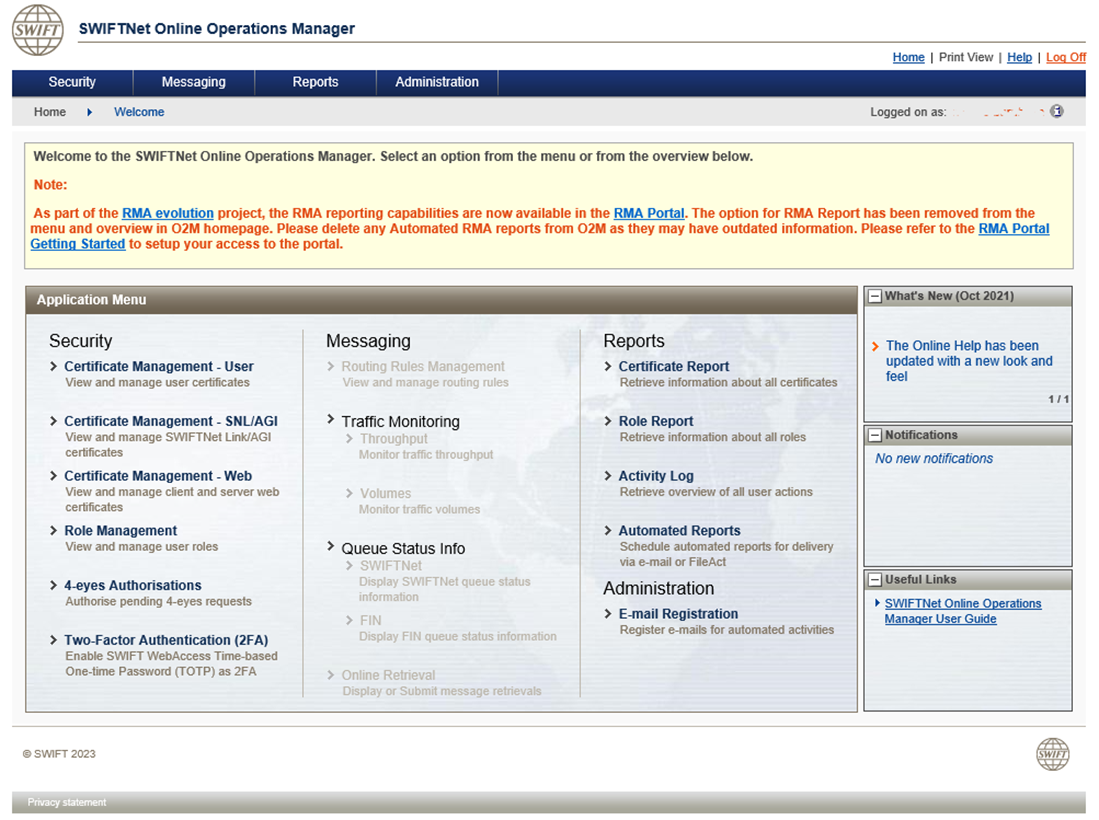 SWIFT
SWIFTNet Online Operations Manager
Home | Print View | Help | Log Off
Security Messaging Reports Administration
Home Welcome
Logged on as:
Welcome to the SWIFTNet Online Operations Manager. Select an option from the menu or from the overview below.
Note:
As part of the RMA evolution project, the RMA reporting capabilities are now available in the RMA Portal. The option for RMA Report has been removed from the
menu and overview in O2M homepage. Please delete any Automated RMA reports from O2M as they may have outdated information. Please refer to the RMA Portal
Getting Started to setup your access to the portal.
Application Menu
Security
Certificate Management - User
View and manage user certificates
Certificate Management - SNL/AGI
View and manage SWIFTNet Link/AGI
certificates
Certificate Management - Web
View and manage client and server web
certificates
Role Management
View and manage user roles
4-eyes Authorisations
Authorise pending 4-eyes requests
Two-Factor Authentication (2FA)
Enable SWIFT WebAccess Time-based
One-time Password (TOTP) as 2FA
Messaging
Routing Rules Management
View and manage routing rules
Traffic Monitoring
Throughput
Monitor traffic throughput
Volumes
Monitor traffic volumes
Queue Status Info
SWIFTNet
Display SWIFTNet queue status
information
FIN
Display FIN queue status information
Online Retrieval
Display or Submit message retrievals
Reports
Certificate Report
Retrieve information about all certificates
Role Report
Retrieve information about all roles
Activity Log
Retrieve overview of all user actions
Automated Reports
Schedule automated reports for delivery
via e-mail or FileAct
Administration
E-mail Registration
Register e-mails for automated activities
What's New (Oct 2021)
The Online Help has been
updated with a new look and
feel
1 / 1
Notifications
No new notifications
Useful Links
SWIFTNet Online Operations
Manager User Guide
© SWIFT 2023
SWIFT
Privacy statement